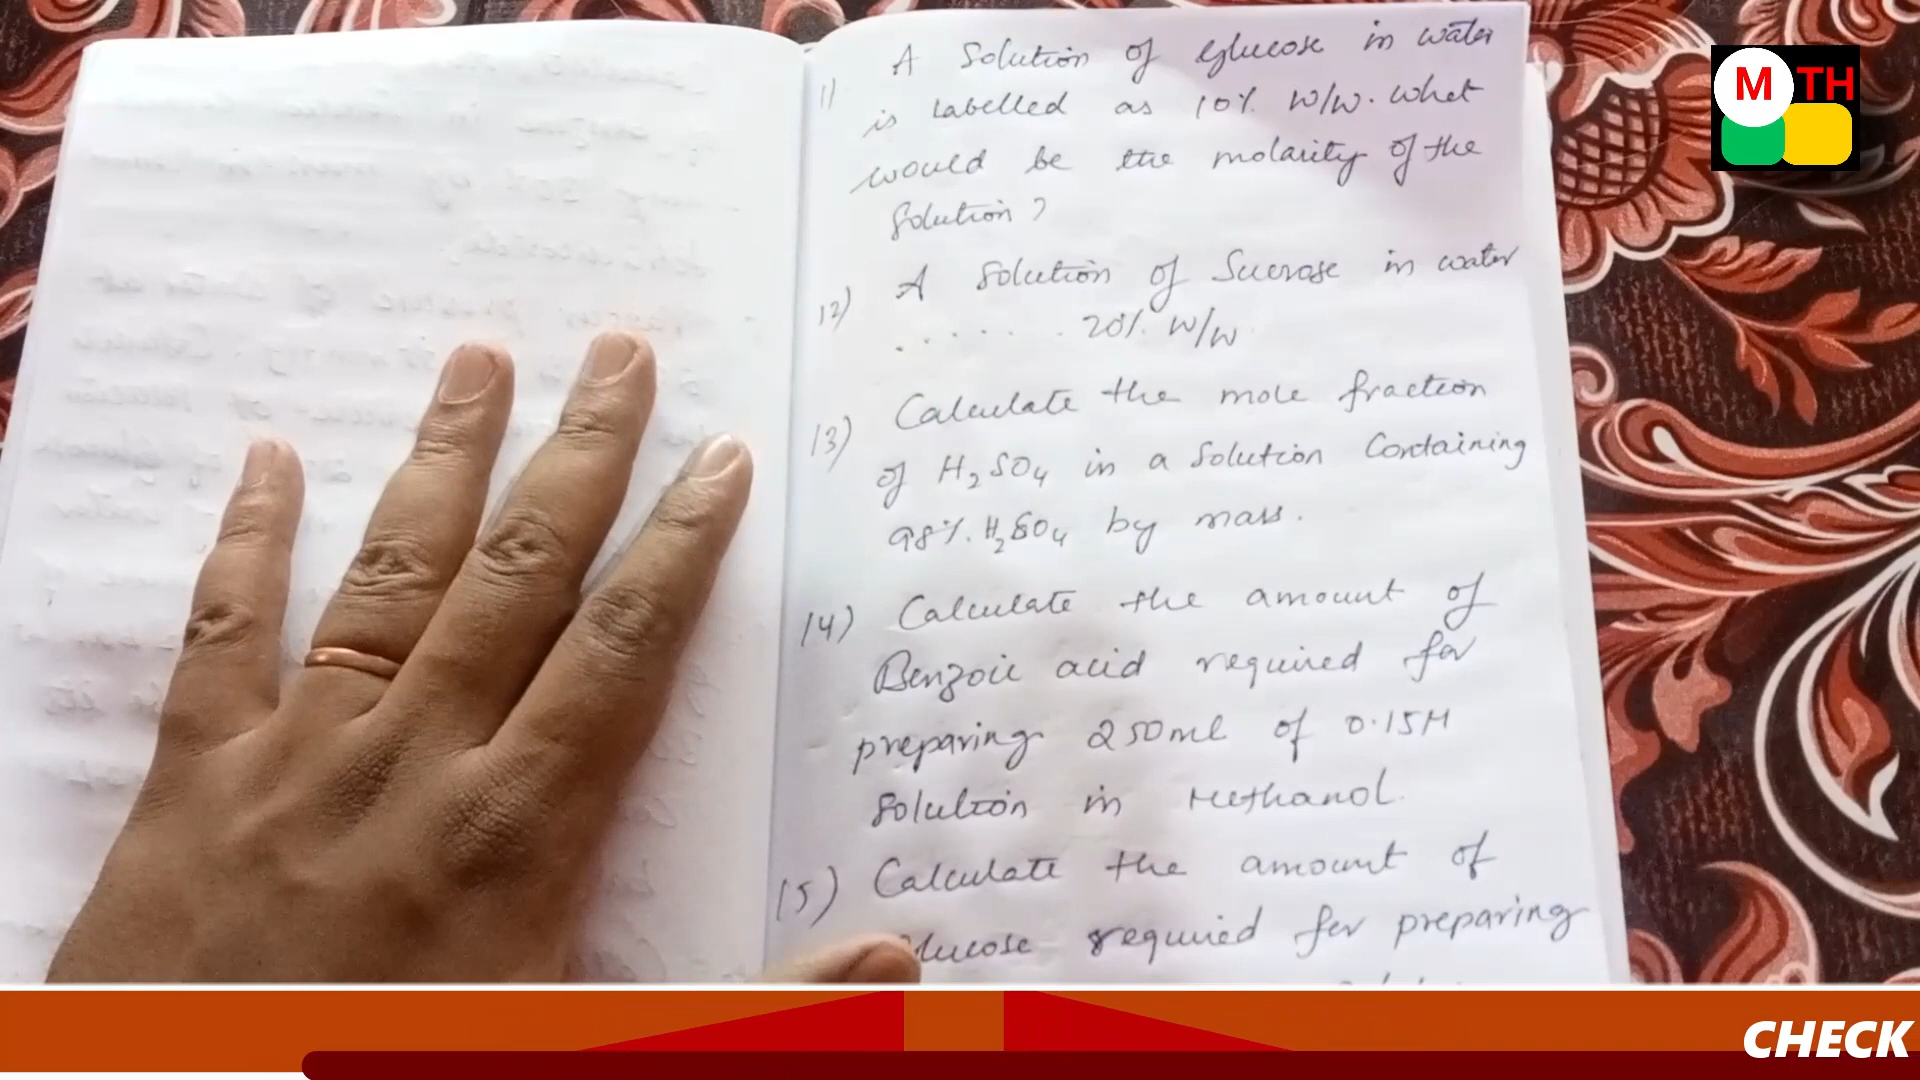 11) A Solution of Glucose in water
is Labelled as 10% W/W. What
would be the molarity of the
Solution?
12) A Solution of Sucrose in water
. . . . . . . 20% W/W.
13) Calculate the mole fraction
of H₂SO₄ in a Solution Containing
98%. H₂SO₄ by mass.
14) Calculate the amount of
Benzoic acid required for
preparing 250ml of 0.15M
Solution in Methanol.
15) Calculate the amount of
Glucose required for preparing
M TH
CHECK